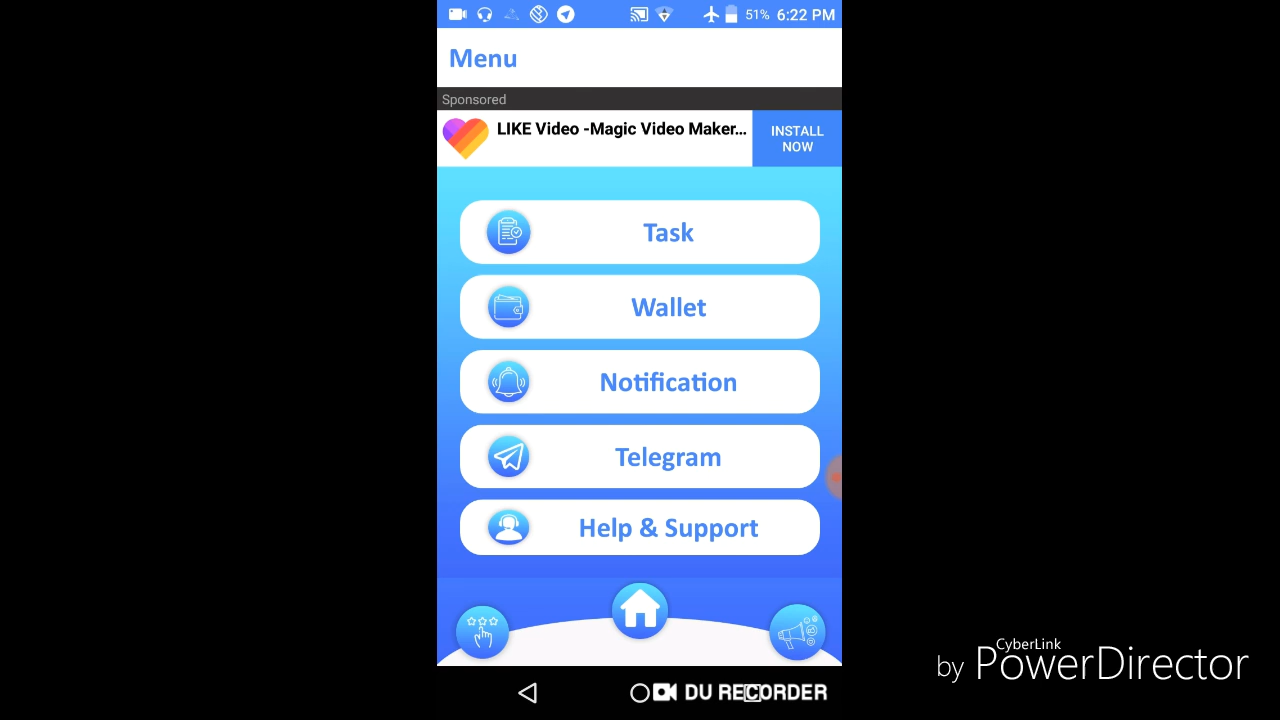 51% 6:22 PM
Menu
Sponsored
LIKE Video -Magic Video Maker...
INSTALL
NOW
Task
Wallet
Notification
Telegram
Help & Support
CyberLink
by PowerDirector
DU RECORDER